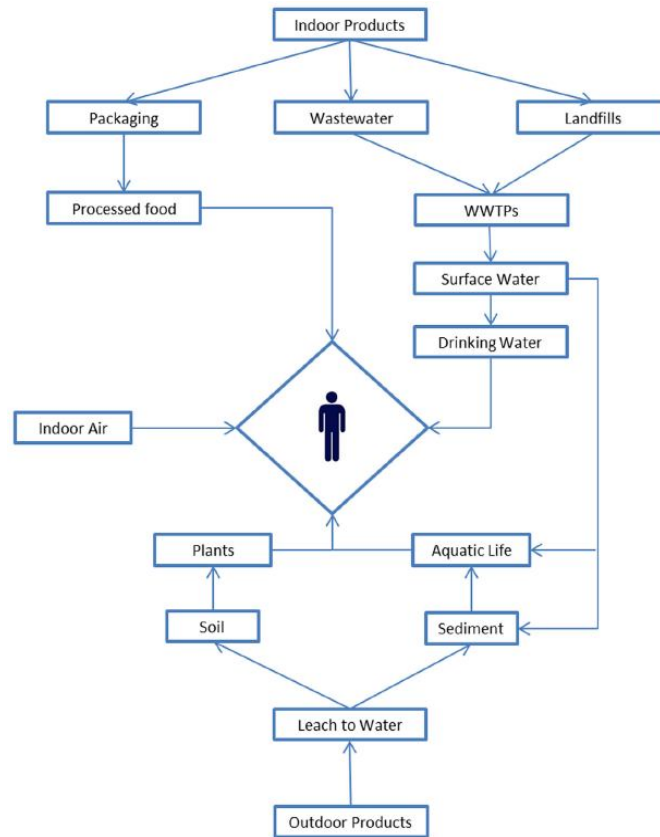 Indoor Products
Packaging
Wastewater
Landfills
Processed food
WWTPs
Surface Water
Drinking Water
Indoor Air
Plants
Aquatic Life
Soil
Sediment
Leach to Water
Outdoor Products